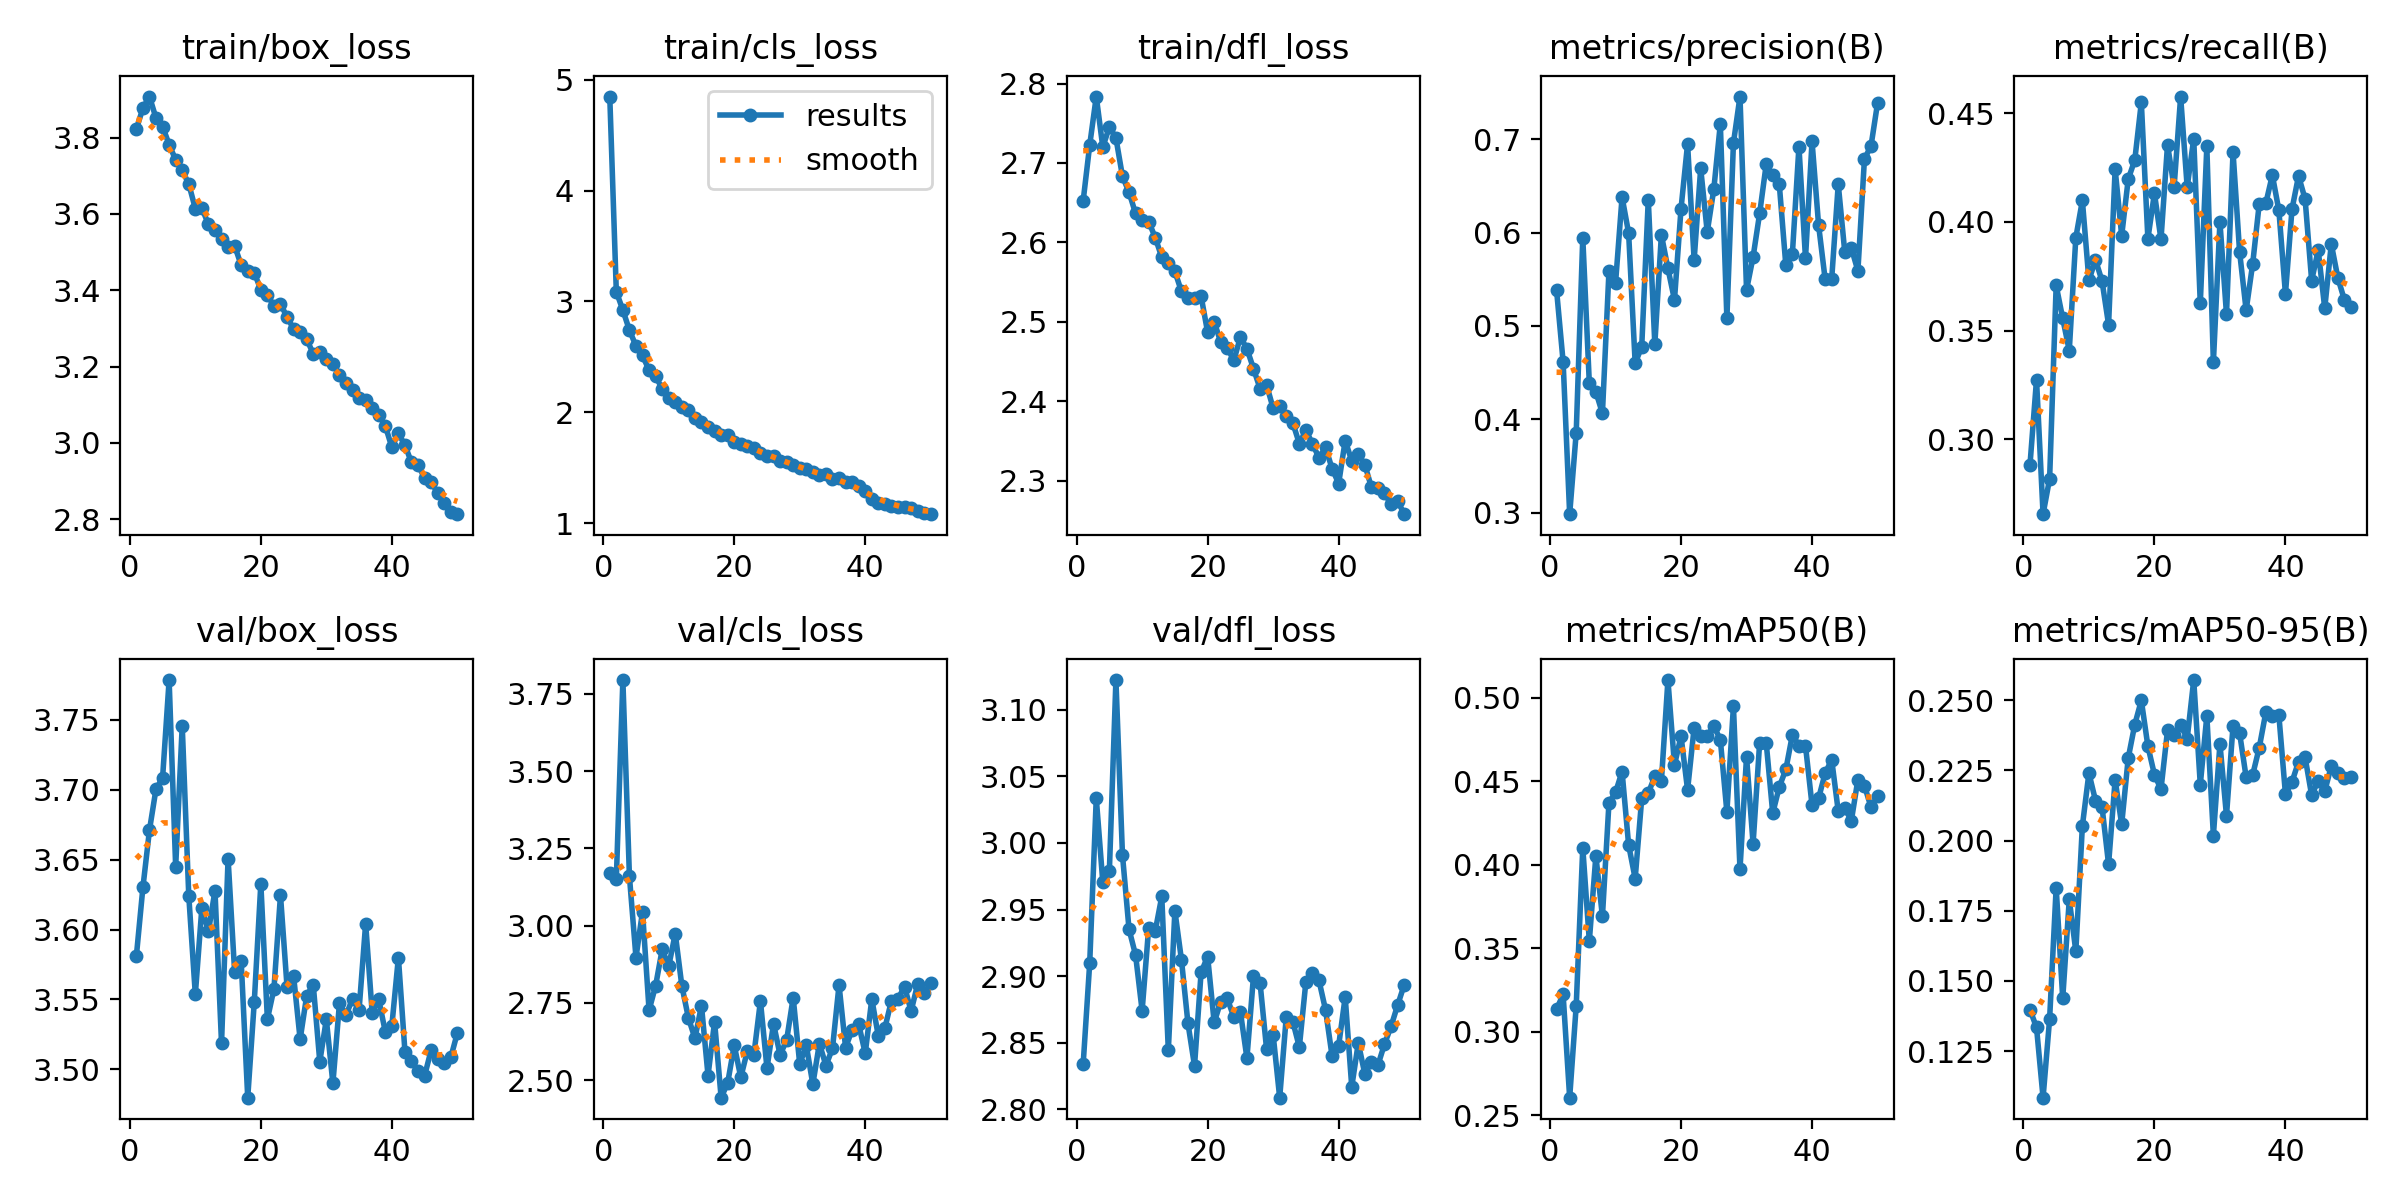 train/box_loss
train/cls_loss
train/dfl_loss
metrics/precision(B)
metrics/recall(B)
3.8
3.6
3.4
3.2
3.0
2.8
0 20 40
5
4
3
2
1
0 20 40
results
smooth
2.8
2.7
2.6
2.5
2.4
2.3
0 20 40
0.7
0.6
0.5
0.4
0.3
0 20 40
0.45
0.40
0.35
0.30
0 20 40
val/box_loss
val/cls_loss
val/dfl_loss
metrics/mAP50(B)
metrics/mAP50-95(B)
3.75
3.70
3.65
3.60
3.55
3.50
0 20 40
3.75
3.50
3.25
3.00
2.75
2.50
0 20 40
3.10
3.05
3.00
2.95
2.90
2.85
2.80
0 20 40
0.50
0.45
0.40
0.35
0.30
0.25
0 20 40
0.250
0.225
0.200
0.175
0.150
0.125
0 20 40